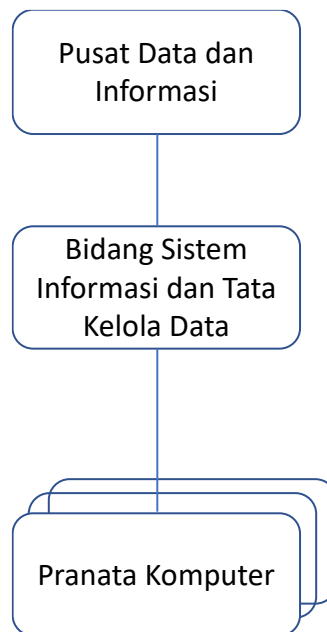 Pusat Data dan
Informasi
Bidang Sistem
Informasi dan Tata
Kelola Data
Pranata Komputer